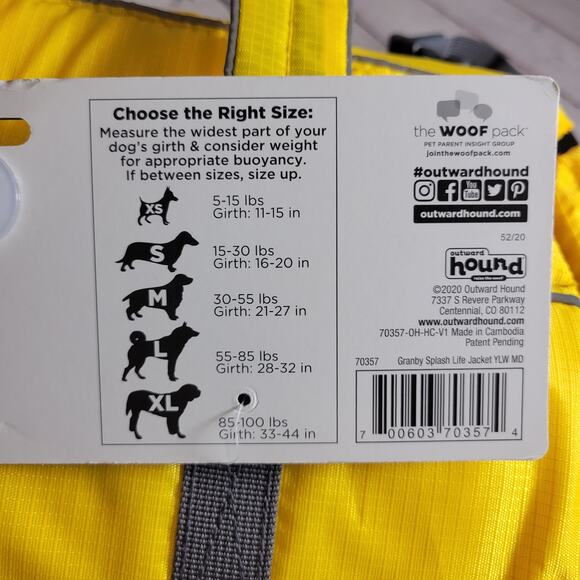 Choose the Right Size:
Measure the widest part of your
dog's girth & consider weight
for appropriate buoyancy.
If between sizes, size up.
XS
5-15 lbs
Girth: 11-15 in
S
15-30 lbs
Girth: 16-20 in
M
30-55 lbs
Girth: 21-27 in
L
55-85 lbs
Girth: 28-32 in
XL
85-100 lbs
Girth: 33-44 in
the WOOF pack
PET PARENT INSIGHT GROUP
jointhewoofpack.com
#outwardhound
You
Tube
outwardhound.com
52/20
outward
hound
©2020 Outward Hound
7337 S Revere Parkway
Centennial, CO 80112
www.outwardhound.com
70357-OH-HC-V1 Made in Cambodia
Patent Pending
70357 Granby Splash Life Jacket YLW MD
7 00603 70357 4